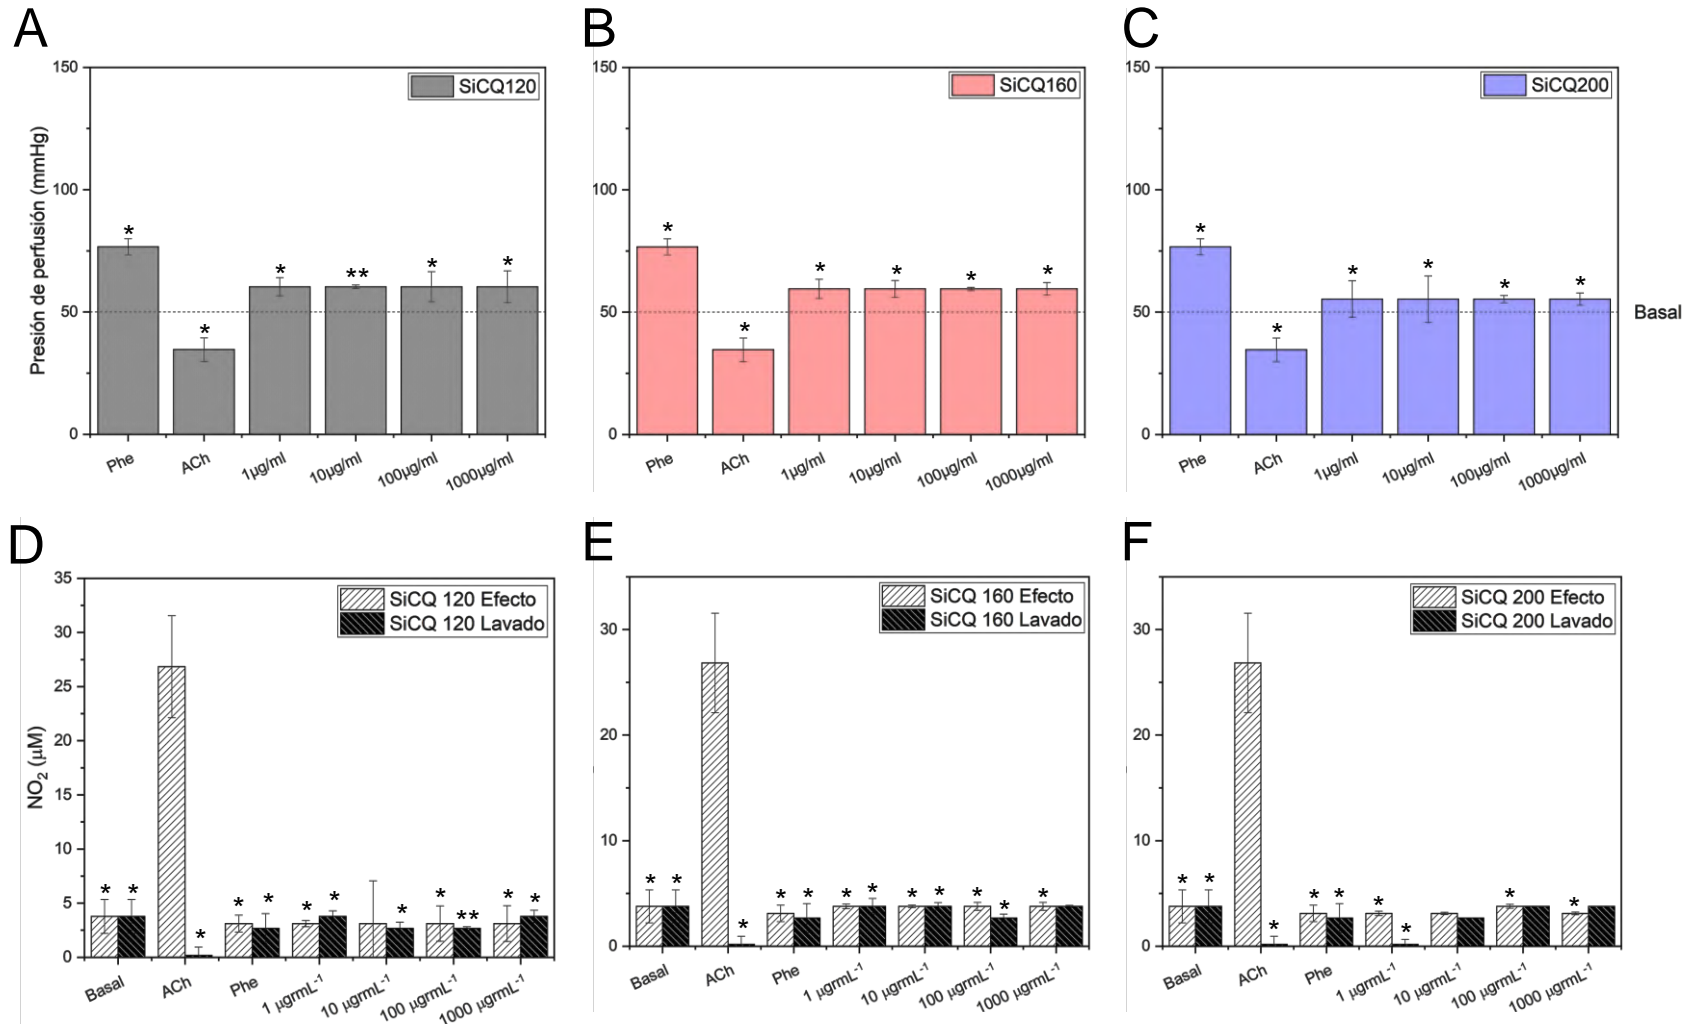 A
150
100
50
0
Presión de perfusión (mmHg)
SiCQ120
*
*
*
**
*
*
Phe
ACh
1µg/ml
10µg/ml
100µg/ml
1000µg/ml
B
150
100
50
0
SiCQ160
*
*
*
*
*
*
Phe
ACh
1µg/ml
10µg/ml
100µg/ml
1000µg/ml
C
150
100
50
0
SiCQ200
*
*
*
*
*
*
Basal
Phe
ACh
1µg/ml
10µg/ml
100µg/ml
1000µg/ml
D
35
30
25
20
15
10
5
0
NO₂ (µM)
SiCQ 120 Efecto
SiCQ 120 Lavado
* *
*
* *
* *
*
* **
* *
Basal
ACh
Phe
1 µgrmL⁻¹
10 µgrmL⁻¹
100 µgrmL⁻¹
1000 µgrmL⁻¹
E
30
20
10
0
SiCQ 160 Efecto
SiCQ 160 Lavado
* *
*
* *
* *
* *
* *
*
Basal
ACh
Phe
1 µgrmL⁻¹
10 µgrmL⁻¹
100 µgrmL⁻¹
1000 µgrmL⁻¹
F
30
20
10
0
SiCQ 200 Efecto
SiCQ 200 Lavado
* *
*
* *
* *
*
*
Basal
ACh
Phe
1 µgrmL⁻¹
10 µgrmL⁻¹
100 µgrmL⁻¹
1000 µgrmL⁻¹